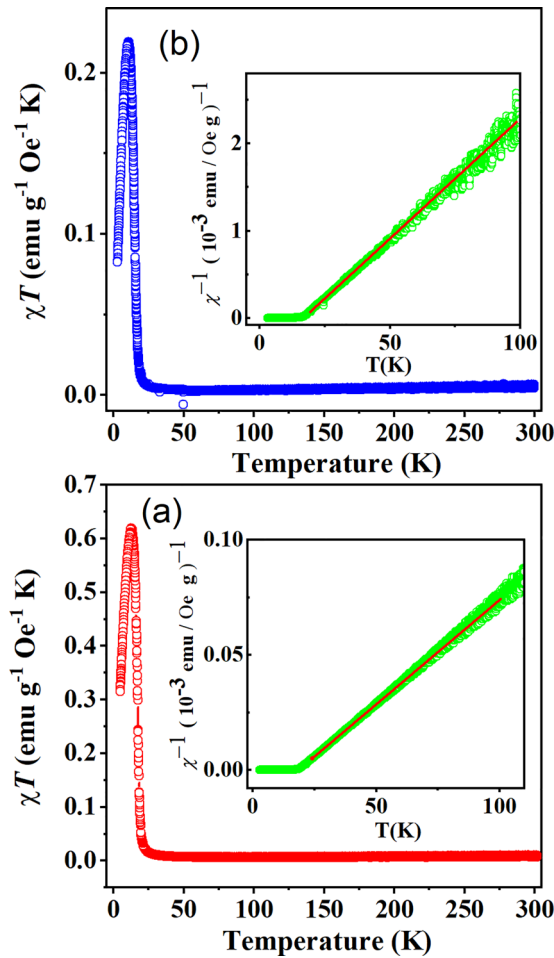 (b)
χT (emu g⁻¹ Oe⁻¹ K)
0.2
0.1
0.0
χ⁻¹ ( 10⁻³ emu / Oe g )⁻¹
2
1
0
0 50 100
T(K)
0 50 100 150 200 250 300
Temperature (K)
(a)
χT (emu g⁻¹ Oe⁻¹ K)
0.7
0.6
0.5
0.4
0.3
0.2
0.1
0.0
χ⁻¹ ( 10⁻³ emu / Oe g )⁻¹
0.10
0.05
0.00
0 50 100
T(K)
0 50 100 150 200 250 300
Temperature (K)